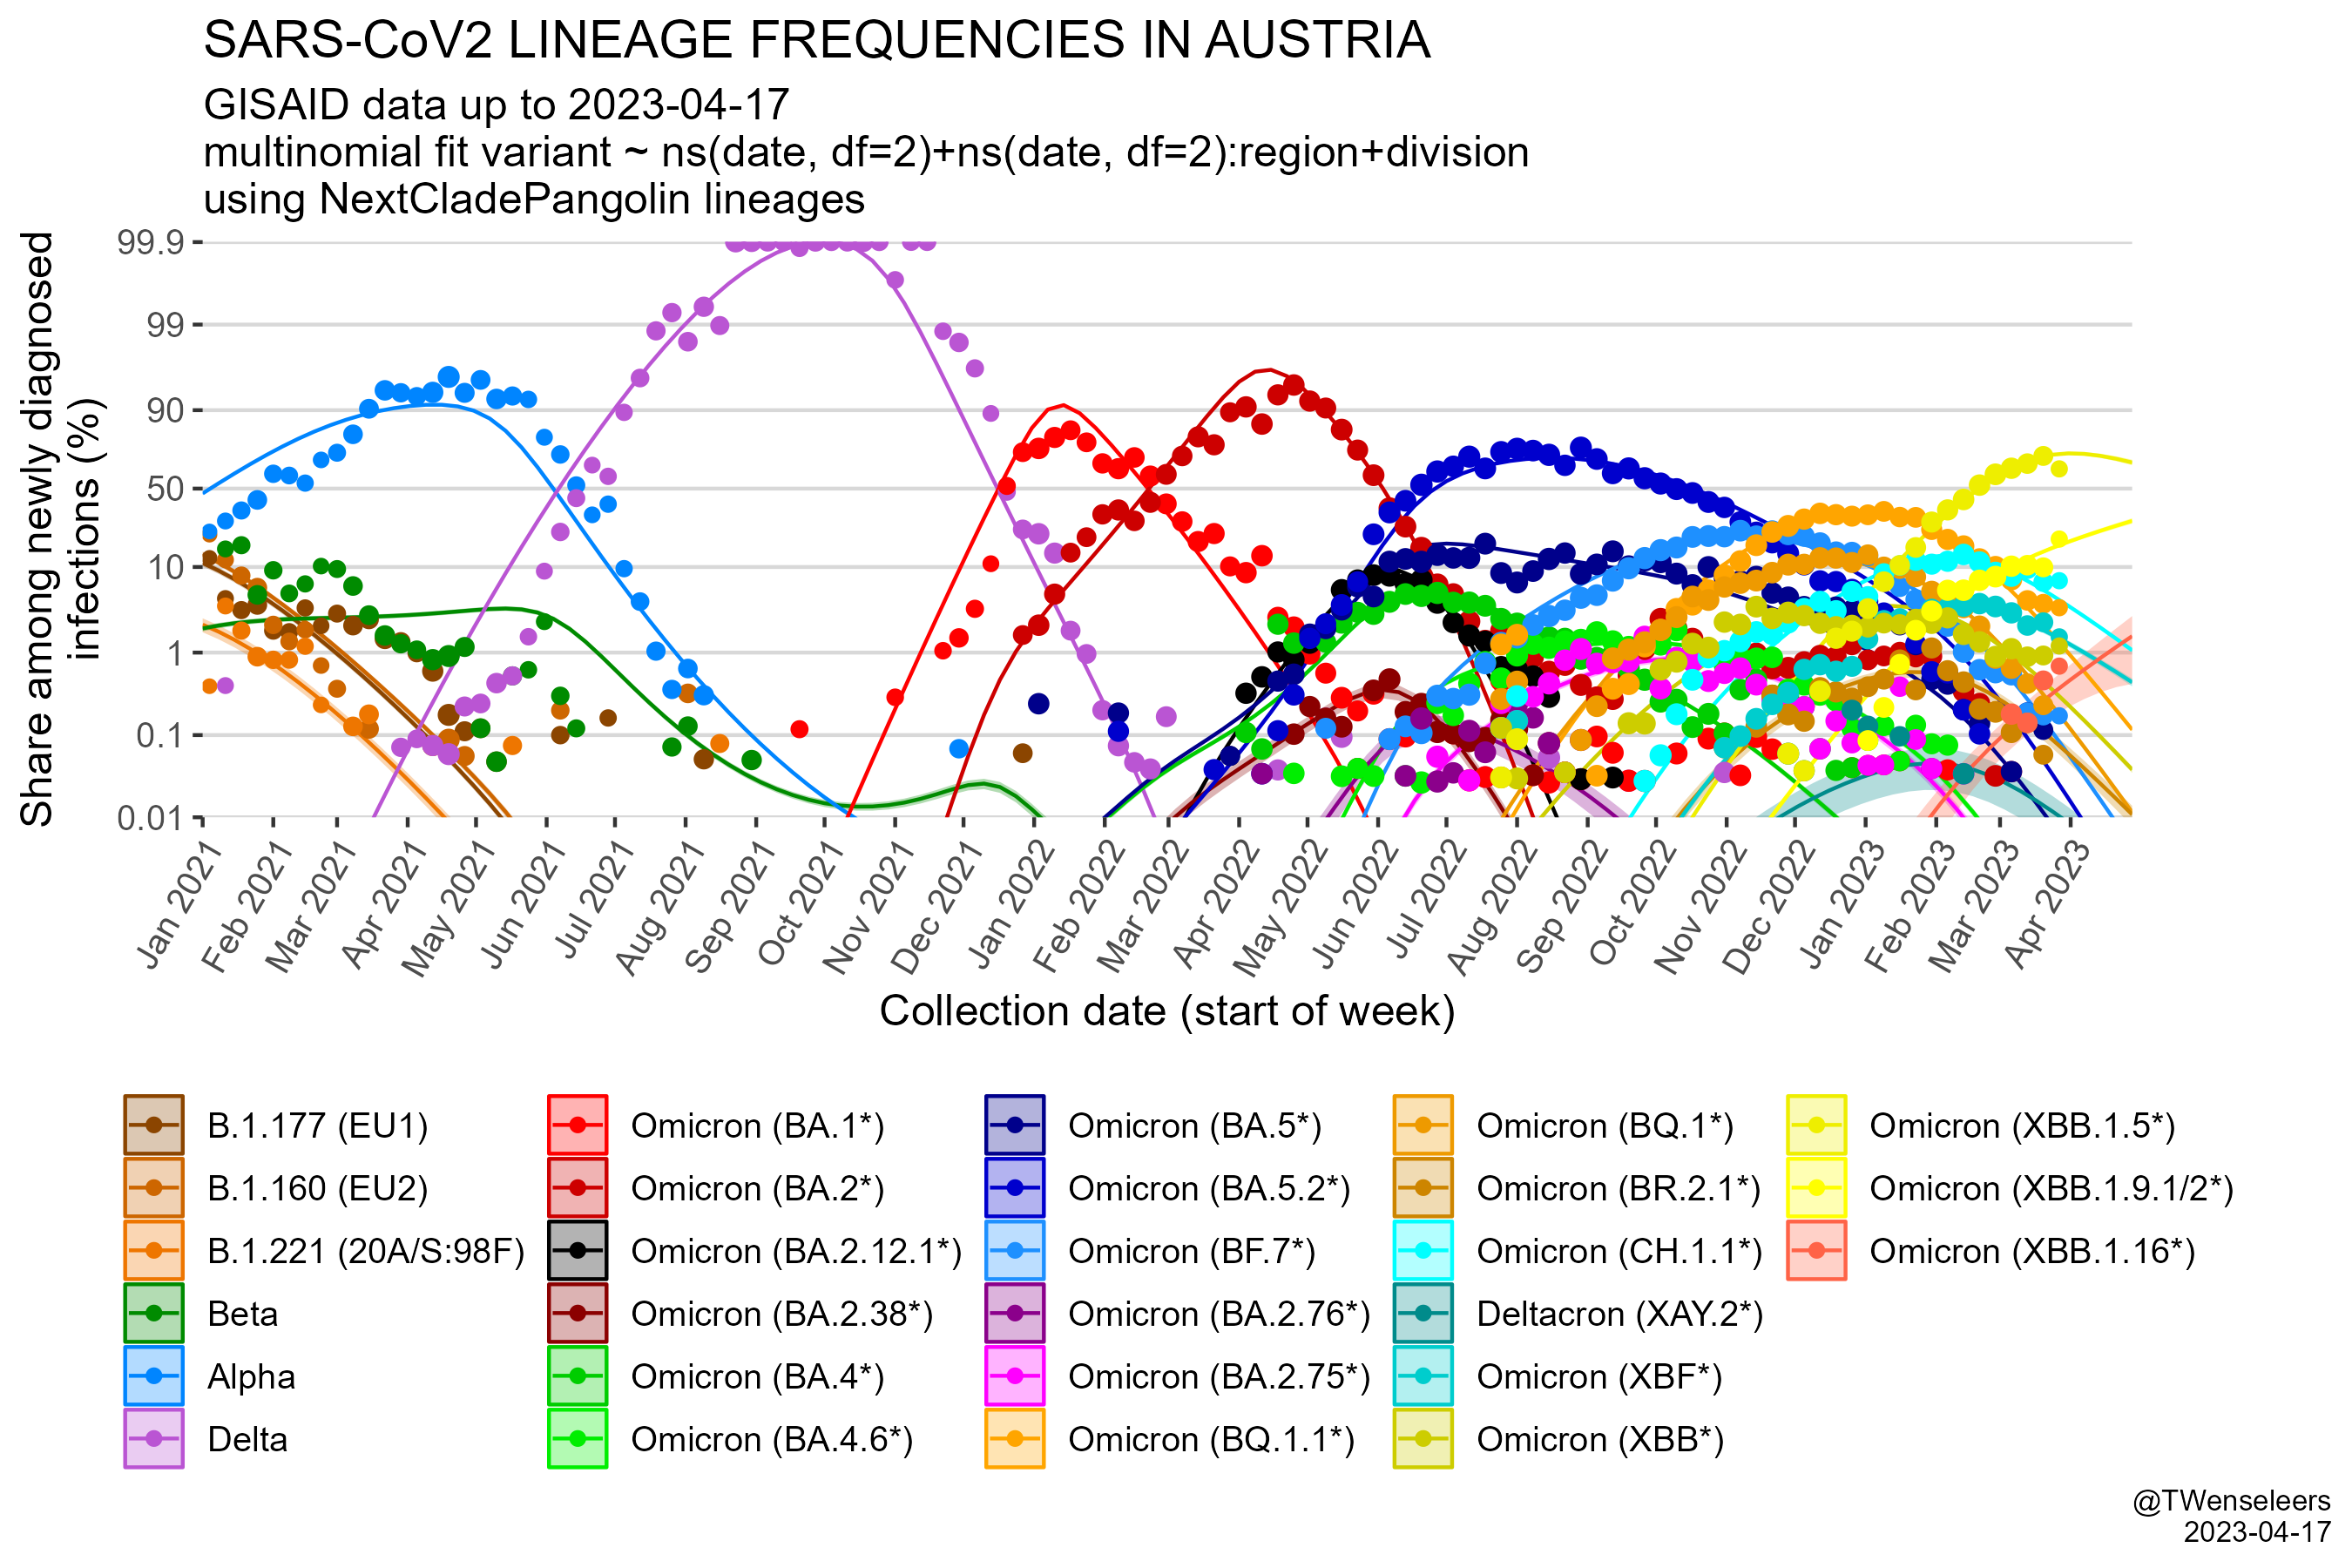 SARS-CoV2 LINEAGE FREQUENCIES IN AUSTRIA
GISAID data up to 2023-04-17
multinomial fit variant ~ ns(date, df=2)+ns(date, df=2):region+division
using NextCladePangolin lineages
Share among newly diagnosed
infections (%)
99.9
99
90
50
10
1
0.1
0.01
Jan 2021
Feb 2021
Mar 2021
Apr 2021
May 2021
Jun 2021
Jul 2021
Aug 2021
Sep 2021
Oct 2021
Nov 2021
Dec 2021
Jan 2022
Feb 2022
Mar 2022
Apr 2022
May 2022
Jun 2022
Jul 2022
Aug 2022
Sep 2022
Oct 2022
Nov 2022
Dec 2022
Jan 2023
Feb 2023
Mar 2023
Apr 2023
Collection date (start of week)
B.1.177 (EU1)
B.1.160 (EU2)
B.1.221 (20A/S:98F)
Beta
Alpha
Delta
Omicron (BA.1*)
Omicron (BA.2*)
Omicron (BA.2.12.1*)
Omicron (BA.2.38*)
Omicron (BA.4*)
Omicron (BA.4.6*)
Omicron (BA.5*)
Omicron (BA.5.2*)
Omicron (BF.7*)
Omicron (BA.2.76*)
Omicron (BA.2.75*)
Omicron (BQ.1.1*)
Omicron (BQ.1*)
Omicron (BR.2.1*)
Omicron (CH.1.1*)
Deltacron (XAY.2*)
Omicron (XBF*)
Omicron (XBB*)
Omicron (XBB.1.5*)
Omicron (XBB.1.9.1/2*)
Omicron (XBB.1.16*)
@TWenseleers
2023-04-17